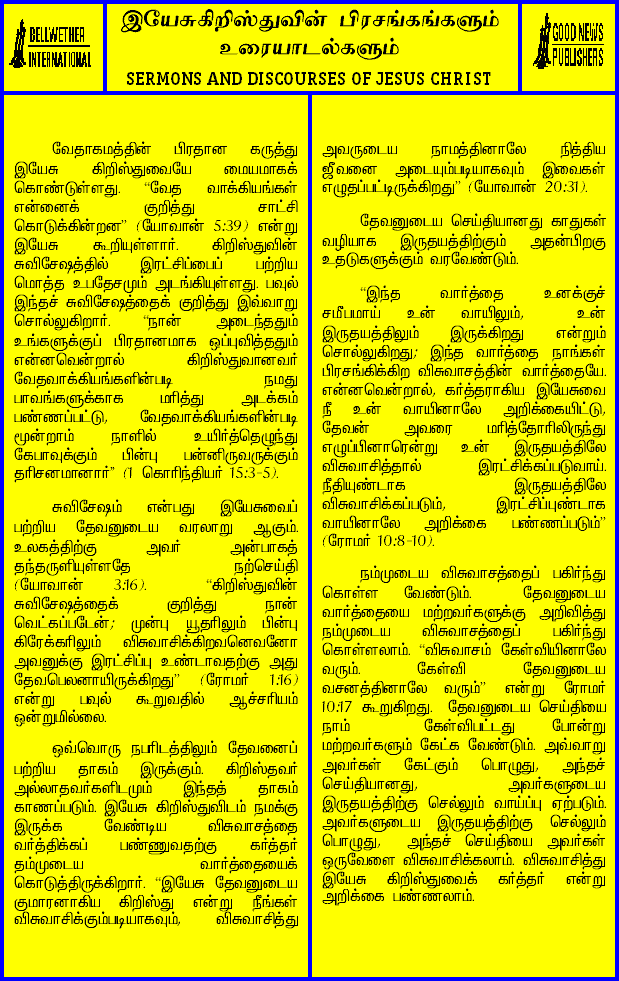 BELLWETHER
INTERNATIONAL
இயேசுகிறிஸ்துவின் பிரசங்கங்களும்
உரையாடல்களும்
SERMONS AND DISCOURSES OF JESUS CHRIST
GOOD NEWS
PUBLISHERS
வேதாகமத்தின் பிரதான கருத்து
இயேசு கிறிஸ்துவையே மையமாகக்
கொண்டுள்ளது. “வேத வாக்கியங்கள்
என்னைக் குறித்து சாட்சி
கொடுக்கின்றன” (யோவான் 5:39) என்று
இயேசு கூறியுள்ளார். கிறிஸ்துவின்
சுவிசேஷத்தில் இரட்சிப்பைப் பற்றிய
மொத்த உபதேசமும் அடங்கியுள்ளது. பவுல்
இந்தச் சுவிசேஷத்தைக் குறித்து இவ்வாறு
சொல்லுகிறார். “நான் அடைந்ததும்
உங்களுக்குப் பிரதானமாக ஒப்புவித்ததும்
என்னவென்றால் கிறிஸ்துவானவர்
வேதவாக்கியங்களின்படி நமது
பாவங்களுக்காக மரித்து அடக்கம்
பண்ணப்பட்டு, வேதவாக்கியங்களின்படி
மூன்றாம் நாளில் உயிர்த்தெழுந்து
கேபாவுக்கும் பின்பு பன்னிருவருக்கும்
தரிசனமானார்” (1 கொரிந்தியர் 15:3-5).
சுவிசேஷம் என்பது இயேசுவைப்
பற்றிய தேவனுடைய வரலாறு ஆகும்.
உலகத்திற்கு அவர் அன்பாகத்
தந்தருளியுள்ளதே நற்செய்தி
(யோவான் 3:16). “கிறிஸ்துவின்
சுவிசேஷத்தைக் குறித்து நான்
வெட்கப்படேன்; முன்பு யூதரிலும் பின்பு
கிரேக்கரிலும் விசுவாசிக்கிறவனெவனோ
அவனுக்கு இரட்சிப்பு உண்டாவதற்கு அது
தேவபெலனாயிருக்கிறது” (ரோமர் 1:16)
என்று பவுல் கூறுவதில் ஆச்சரியம்
ஒன்றுமில்லை.
ஒவ்வொரு நபரிடத்திலும் தேவனைப்
பற்றிய தாகம் இருக்கும். கிறிஸ்தவர்
அல்லாதவர்களிடமும் இந்தத் தாகம்
காணப்படும். இயேசு கிறிஸ்துவிடம் நமக்கு
இருக்க வேண்டிய விசுவாசத்தை
வர்த்திக்கப் பண்ணுவதற்கு கர்த்தர்
தம்முடைய வார்த்தையைக்
கொடுத்திருக்கிறார். “இயேசு தேவனுடைய
குமாரனாகிய கிறிஸ்து என்று நீங்கள்
விசுவாசிக்கும்படியாகவும், விசுவாசித்து
அவருடைய நாமத்தினாலே நித்திய
ஜீவனை அடையும்படியாகவும் இவைகள்
எழுதப்பட்டிருக்கிறது” (யோவான் 20:31).
தேவனுடைய செய்தியானது காதுகள்
வழியாக இருதயத்திற்கும் அதன்பிறகு
உதடுகளுக்கும் வரவேண்டும்.
“இந்த வார்த்தை உனக்குச்
சமீபமாய் உன் வாயிலும், உன்
இருதயத்திலும் இருக்கிறது என்றும்
சொல்லுகிறது; இந்த வார்த்தை நாங்கள்
பிரசங்கிக்கிற விசுவாசத்தின் வார்த்தையே.
என்னவென்றால், கர்த்தராகிய இயேசுவை
நீ உன் வாயினாலே அறிக்கையிட்டு,
தேவன் அவரை மரித்தோரிலிருந்து
எழுப்பினாரென்று உன் இருதயத்திலே
விசுவாசித்தால் இரட்சிக்கப்படுவாய்.
நீதியுண்டாக இருதயத்திலே
விசுவாசிக்கப்படும், இரட்சிப்புண்டாக
வாயினாலே அறிக்கை பண்ணப்படும்”
(ரோமர் 10:8-10).
நம்முடைய விசுவாசத்தைப் பகிர்ந்து
கொள்ள வேண்டும். தேவனுடைய
வார்த்தையை மற்றவர்களுக்கு அறிவித்து
நம்முடைய விசுவாசத்தைப் பகிர்ந்து
கொள்ளலாம். “விசுவாசம் கேள்வியினாலே
வரும். கேள்வி தேவனுடைய
வசனத்தினாலே வரும்” என்று ரோமர்
10:17 கூறுகிறது. தேவனுடைய செய்தியை
நாம் கேள்விபட்டது போன்று
மற்றவர்களும் கேட்க வேண்டும். அவ்வாறு
அவர்கள் கேட்கும் பொழுது, அந்தச்
செய்தியானது, அவர்களுடைய
இருதயத்திற்கு செல்லும் வாய்ப்பு ஏற்படும்.
அவர்களுடைய இருதயத்திற்கு செல்லும்
பொழுது, அந்தச் செய்தியை அவர்கள்
ஒருவேளை விசுவாசிக்கலாம். விசுவாசித்து
இயேசு கிறிஸ்துவைக் கர்த்தர் என்று
அறிக்கை பண்ணலாம்.